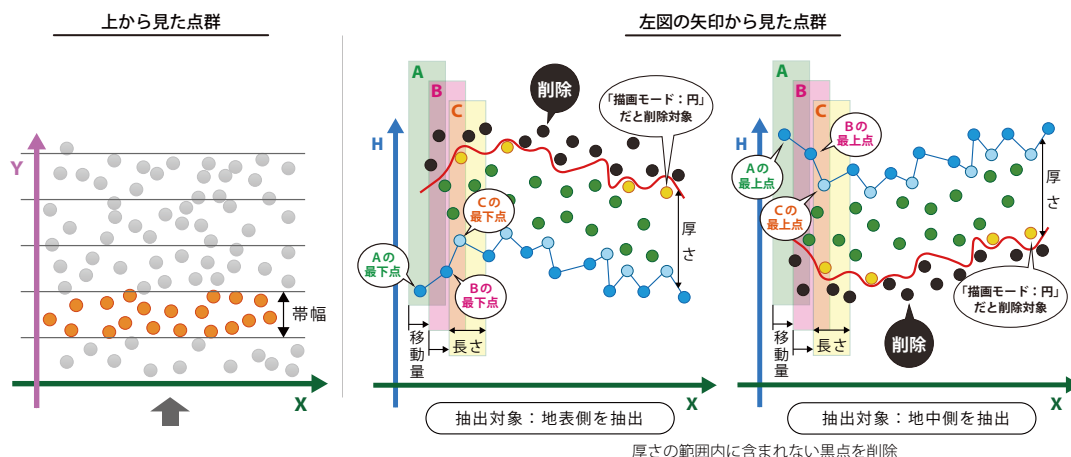 上から見た点群
左図の矢印から見た点群
Y
帯幅
X
A
B
C
削除
「描画モード：円」
だと削除対象
H
Cの
最下点
厚さ
Aの
最下点
Bの
最下点
移動量
長さ
X
抽出対象：地表側を抽出
A
B
C
H
Bの
最上点
Aの
最上点
Cの
最上点
厚さ
「描画モード：円」
だと削除対象
削除
移動量
長さ
X
抽出対象：地中側を抽出
厚さの範囲内に含まれない黒点を削除